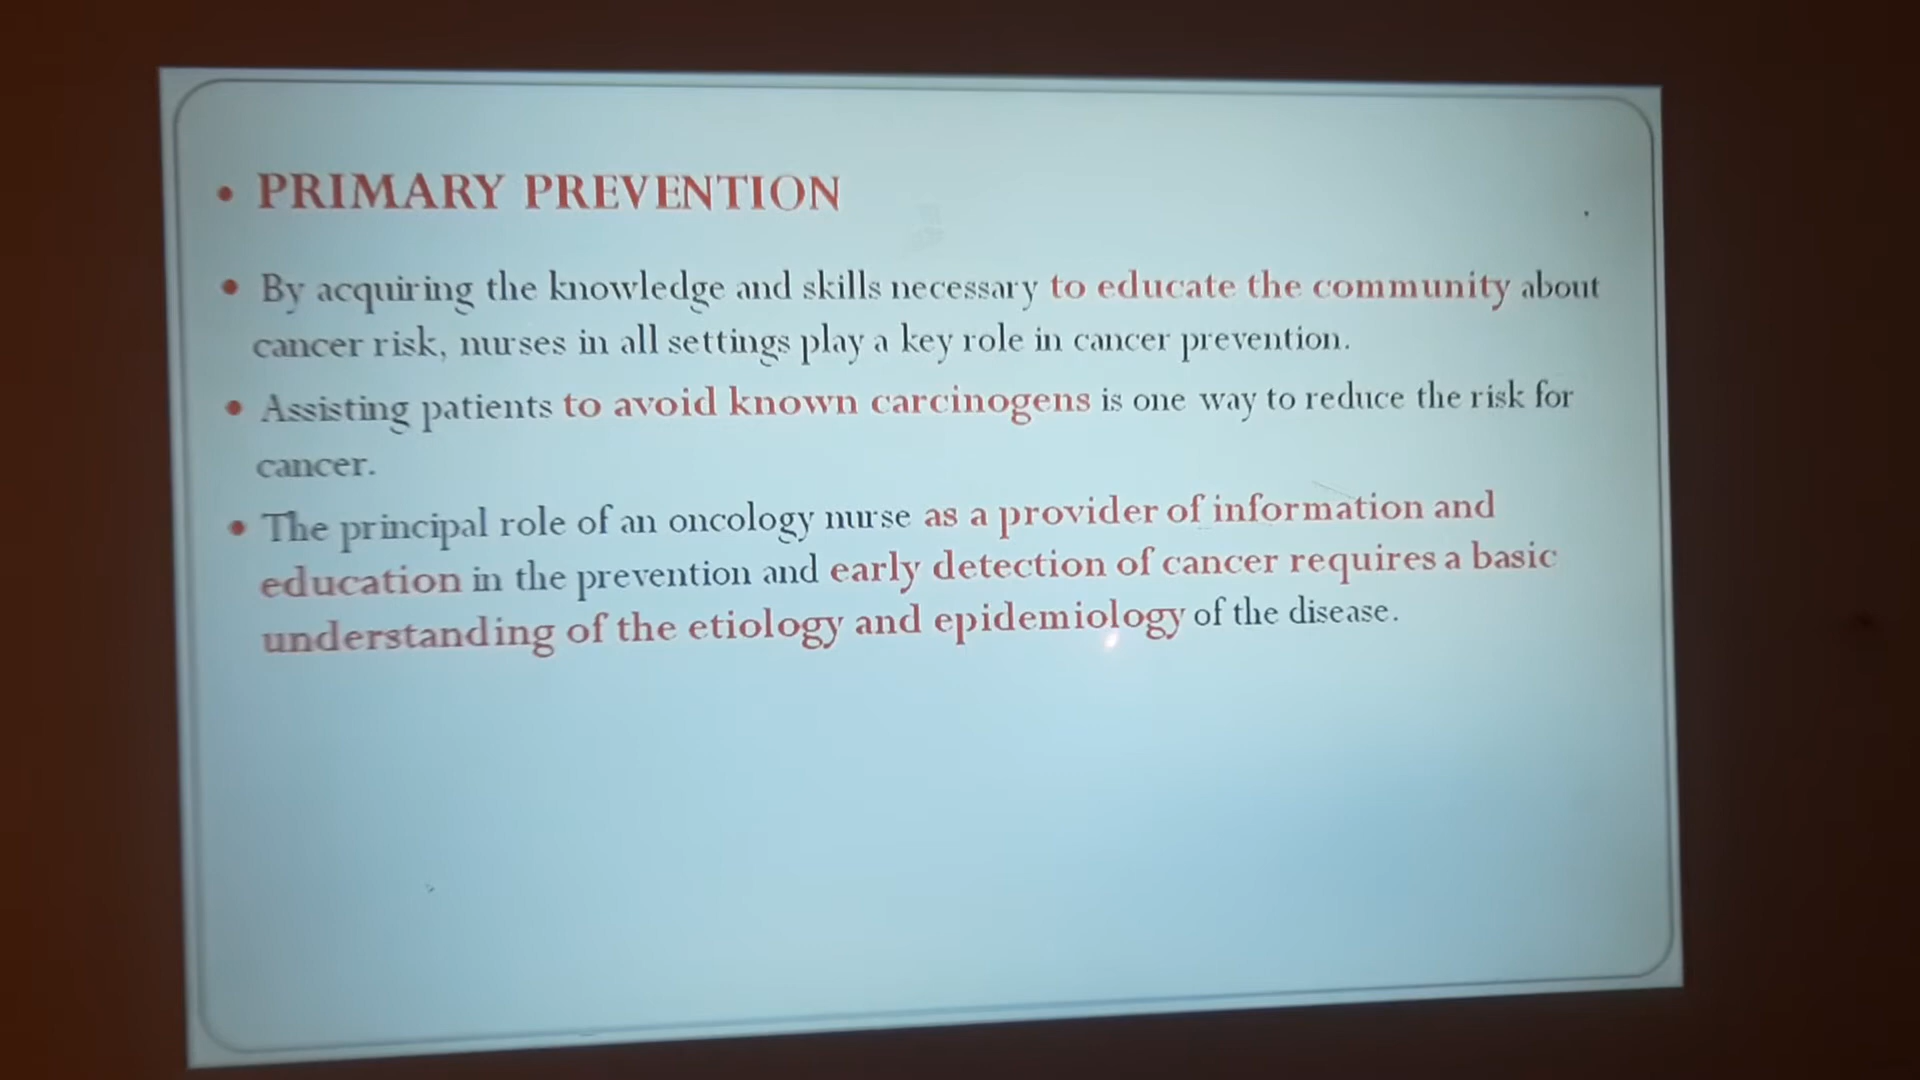 • PRIMARY PREVENTION
• By acquiring the knowledge and skills necessary to educate the community about
cancer risk, nurses in all settings play a key role in cancer prevention.
• Assisting patients to avoid known carcinogens is one way to reduce the risk for
cancer.
• The principal role of an oncology nurse as a provider of information and
education in the prevention and early detection of cancer requires a basic
understanding of the etiology and epidemiology of the disease.